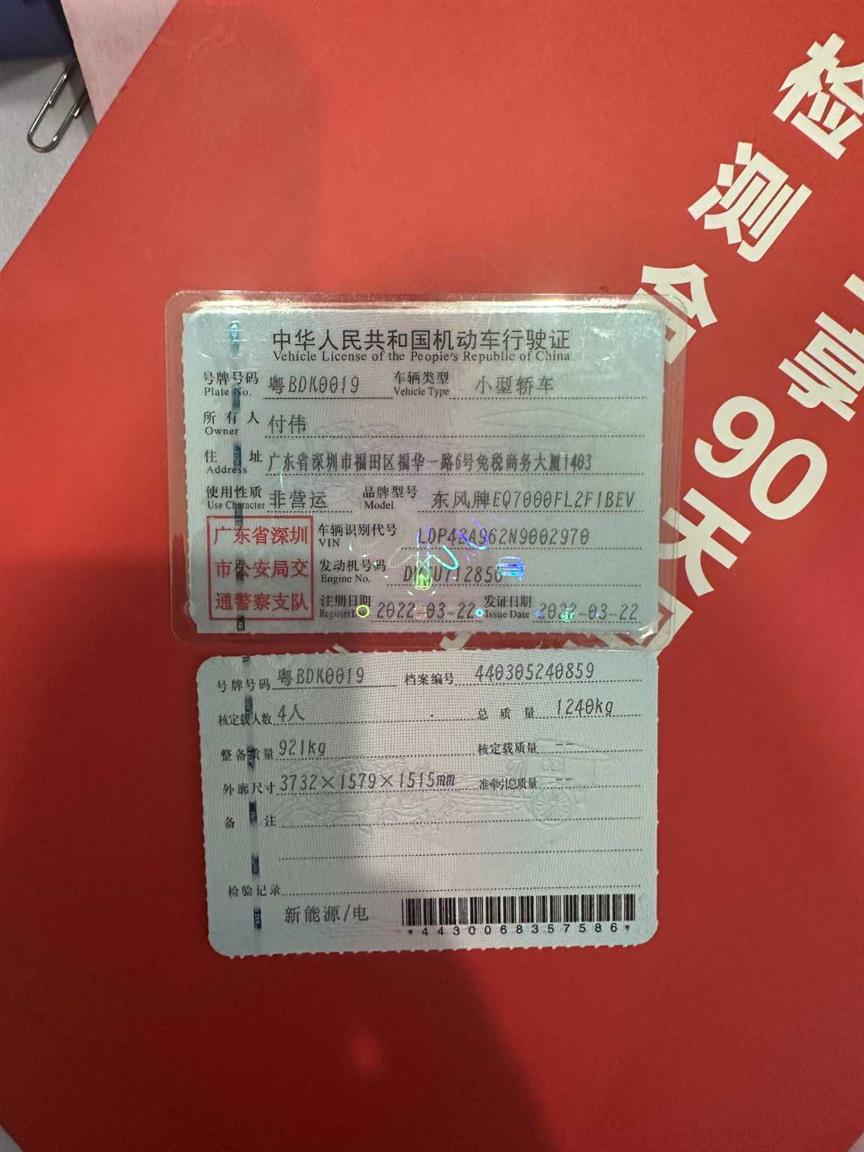 检
测
合
享
90
天
中华人民共和国机动车行驶证
Vehicle License of the People's Republic of China
号牌号码 粤BDK0019 车辆类型 小型轿车
Plate No. Vehicle Type
所有人 付伟
Owner
住址 广东省深圳市福田区福华一路6号免税商务大厦1403
Address
使用性质 非营运 品牌型号 东风牌EQ7000FL2F1BEV
Use Character Model
广东省深圳
市公安局交
通警察支队
车辆识别代号 LDP42A962N9002970
VIN
发动机号码
Engine No.
注册日期 2022-03-22 发证日期 2022-03-22
Register Date Issue Date
号牌号码 粤BDK0019 档案编号 440305240859
核定载人数 4人 总质量 1240kg
整备质量 921kg 核定载质量 --
外廓尺寸 3732×1579×1515mm 准牵引总质量 --
备注
检验记录
新能源/电
*4430068357586*